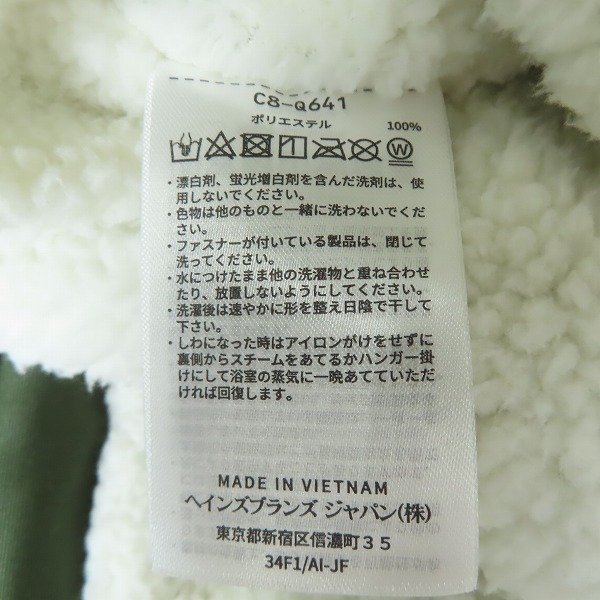 C8-Q641
ポリエステル 100%
・漂白剤、蛍光増白剤を含んだ洗剤は、使
用しないでください。
・色物は他のものと一緒に洗わないでくだ
さい。
・ファスナーが付いている製品は、閉じて
洗ってください。
・水につけたまま他の洗濯物と重ね合わせ
たり、放置しないようにしてください。
・洗濯後は速やかに形を整え日陰で干して
下さい。
・しわになった時はアイロンがけをせずに
裏側からスチームをあてるかハンガー掛
けにして浴室の蒸気に一晩あてていただ
ければ回復します。
MADE IN VIETNAM
ヘインズブランズ ジャパン(株)
東京都新宿区信濃町35
34F1/AI-JF